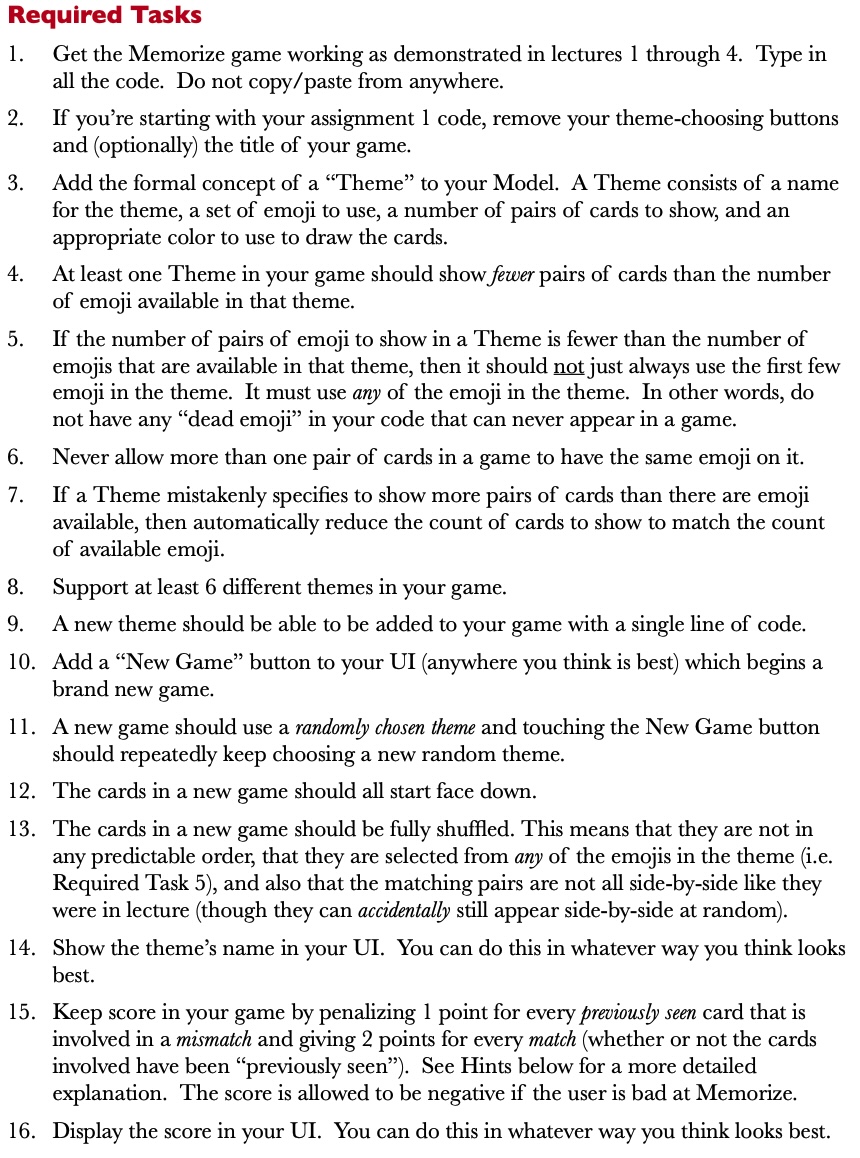 Required Tasks
1. Get the Memorize game working as demonstrated in lectures 1 through 4. Type in
all the code. Do not copy/paste from anywhere.
2. If you’re starting with your assignment 1 code, remove your theme-choosing buttons
and (optionally) the title of your game.
3. Add the formal concept of a “Theme” to your Model. A Theme consists of a name
for the theme, a set of emoji to use, a number of pairs of cards to show, and an
appropriate color to use to draw the cards.
4. At least one Theme in your game should show fewer pairs of cards than the number
of emoji available in that theme.
5. If the number of pairs of emoji to show in a Theme is fewer than the number of
emojis that are available in that theme, then it should not just always use the first few
emoji in the theme. It must use any of the emoji in the theme. In other words, do
not have any “dead emoji” in your code that can never appear in a game.
6. Never allow more than one pair of cards in a game to have the same emoji on it.
7. If a Theme mistakenly specifies to show more pairs of cards than there are emoji
available, then automatically reduce the count of cards to show to match the count
of available emoji.
8. Support at least 6 different themes in your game.
9. A new theme should be able to be added to your game with a single line of code.
10. Add a “New Game” button to your UI (anywhere you think is best) which begins a
brand new game.
11. A new game should use a randomly chosen theme and touching the New Game button
should repeatedly keep choosing a new random theme.
12. The cards in a new game should all start face down.
13. The cards in a new game should be fully shuffled. This means that they are not in
any predictable order, that they are selected from any of the emojis in the theme (i.e.
Required Task 5), and also that the matching pairs are not all side-by-side like they
were in lecture (though they can accidentally still appear side-by-side at random).
14. Show the theme’s name in your UI. You can do this in whatever way you think looks
best.
15. Keep score in your game by penalizing 1 point for every previously seen card that is
involved in a mismatch and giving 2 points for every match (whether or not the cards
involved have been “previously seen”). See Hints below for a more detailed
explanation. The score is allowed to be negative if the user is bad at Memorize.
16. Display the score in your UI. You can do this in whatever way you think looks best.